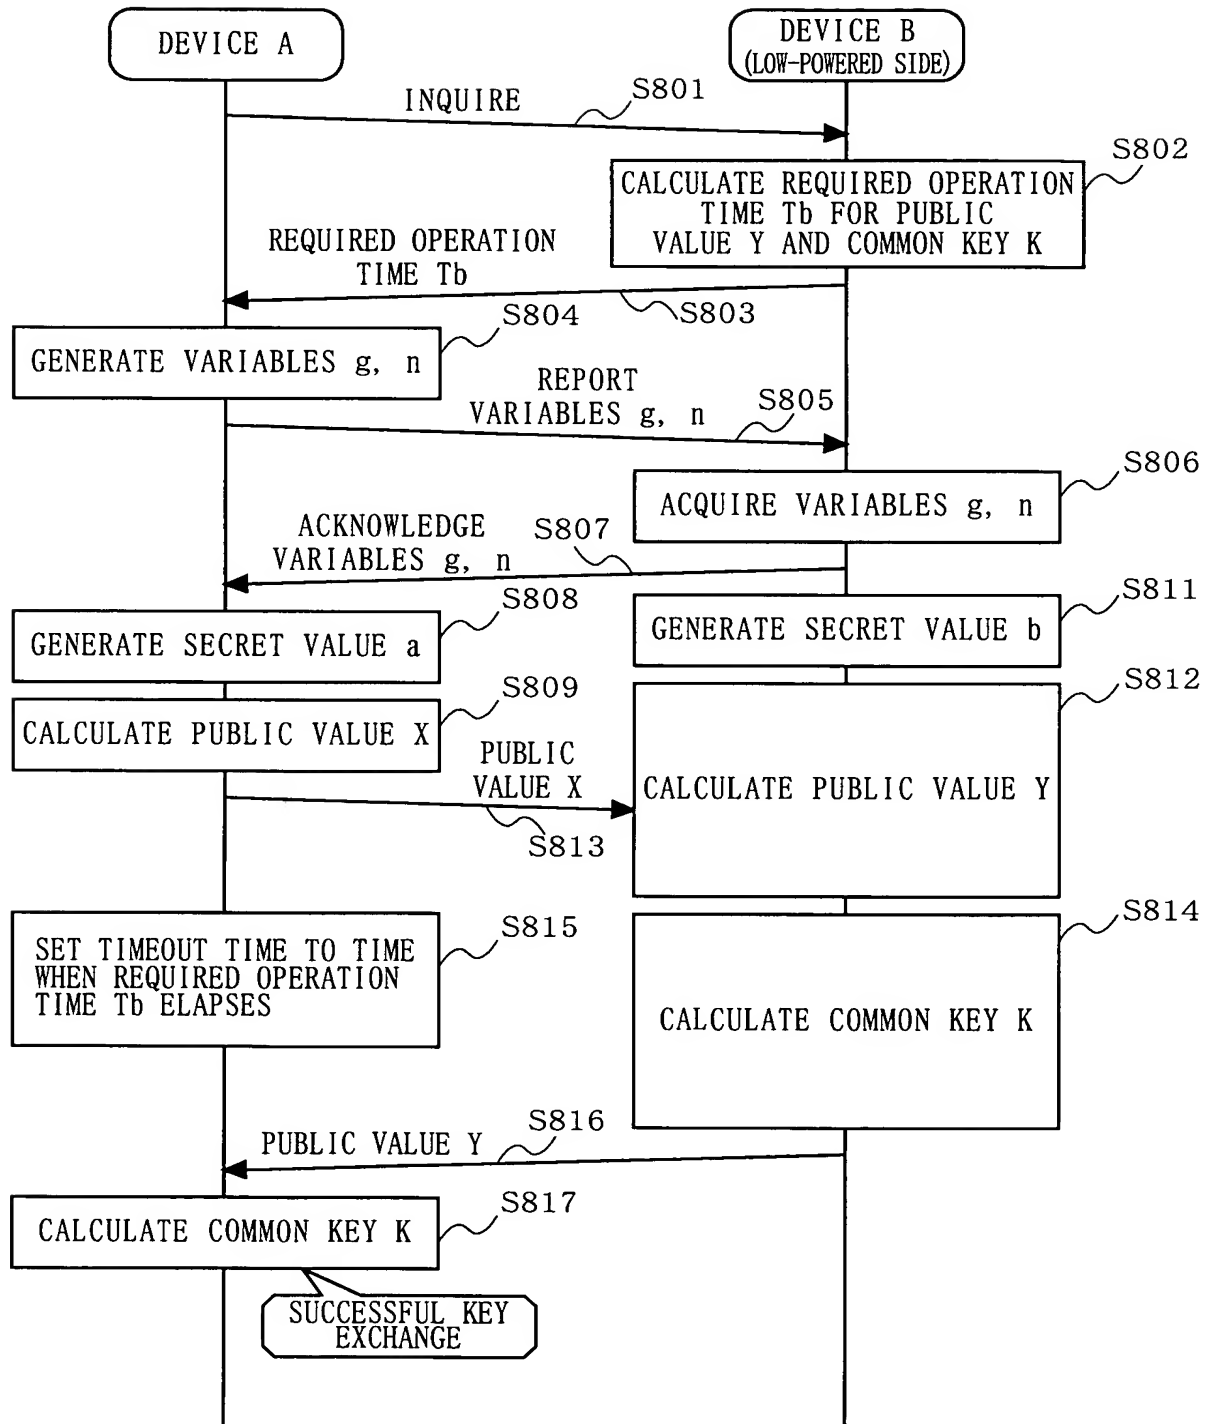 DEVICE A
DEVICE B
(LOW-POWERED SIDE)
INQUIRE
S801
S802
CALCULATE REQUIRED OPERATION
TIME Tb FOR PUBLIC
VALUE Y AND COMMON KEY K
REQUIRED OPERATION
TIME Tb
S803
S804
GENERATE VARIABLES g, n
REPORT
VARIABLES g, n
S805
S806
ACQUIRE VARIABLES g, n
ACKNOWLEDGE
VARIABLES g, n
S807
S808
GENERATE SECRET VALUE a
S811
GENERATE SECRET VALUE b
S809
CALCULATE PUBLIC VALUE X
S812
CALCULATE PUBLIC VALUE Y
PUBLIC
VALUE X
S813
S814
CALCULATE COMMON KEY K
S815
SET TIMEOUT TIME TO TIME
WHEN REQUIRED OPERATION
TIME Tb ELAPSES
S816
PUBLIC VALUE Y
S817
CALCULATE COMMON KEY K
SUCCESSFUL KEY
EXCHANGE